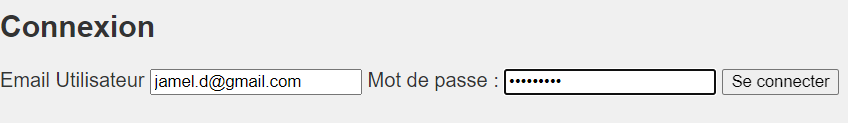 Connexion
Email Utilisateur jamel.d@gmail.com Mot de passe : ••••••••• Se connecter